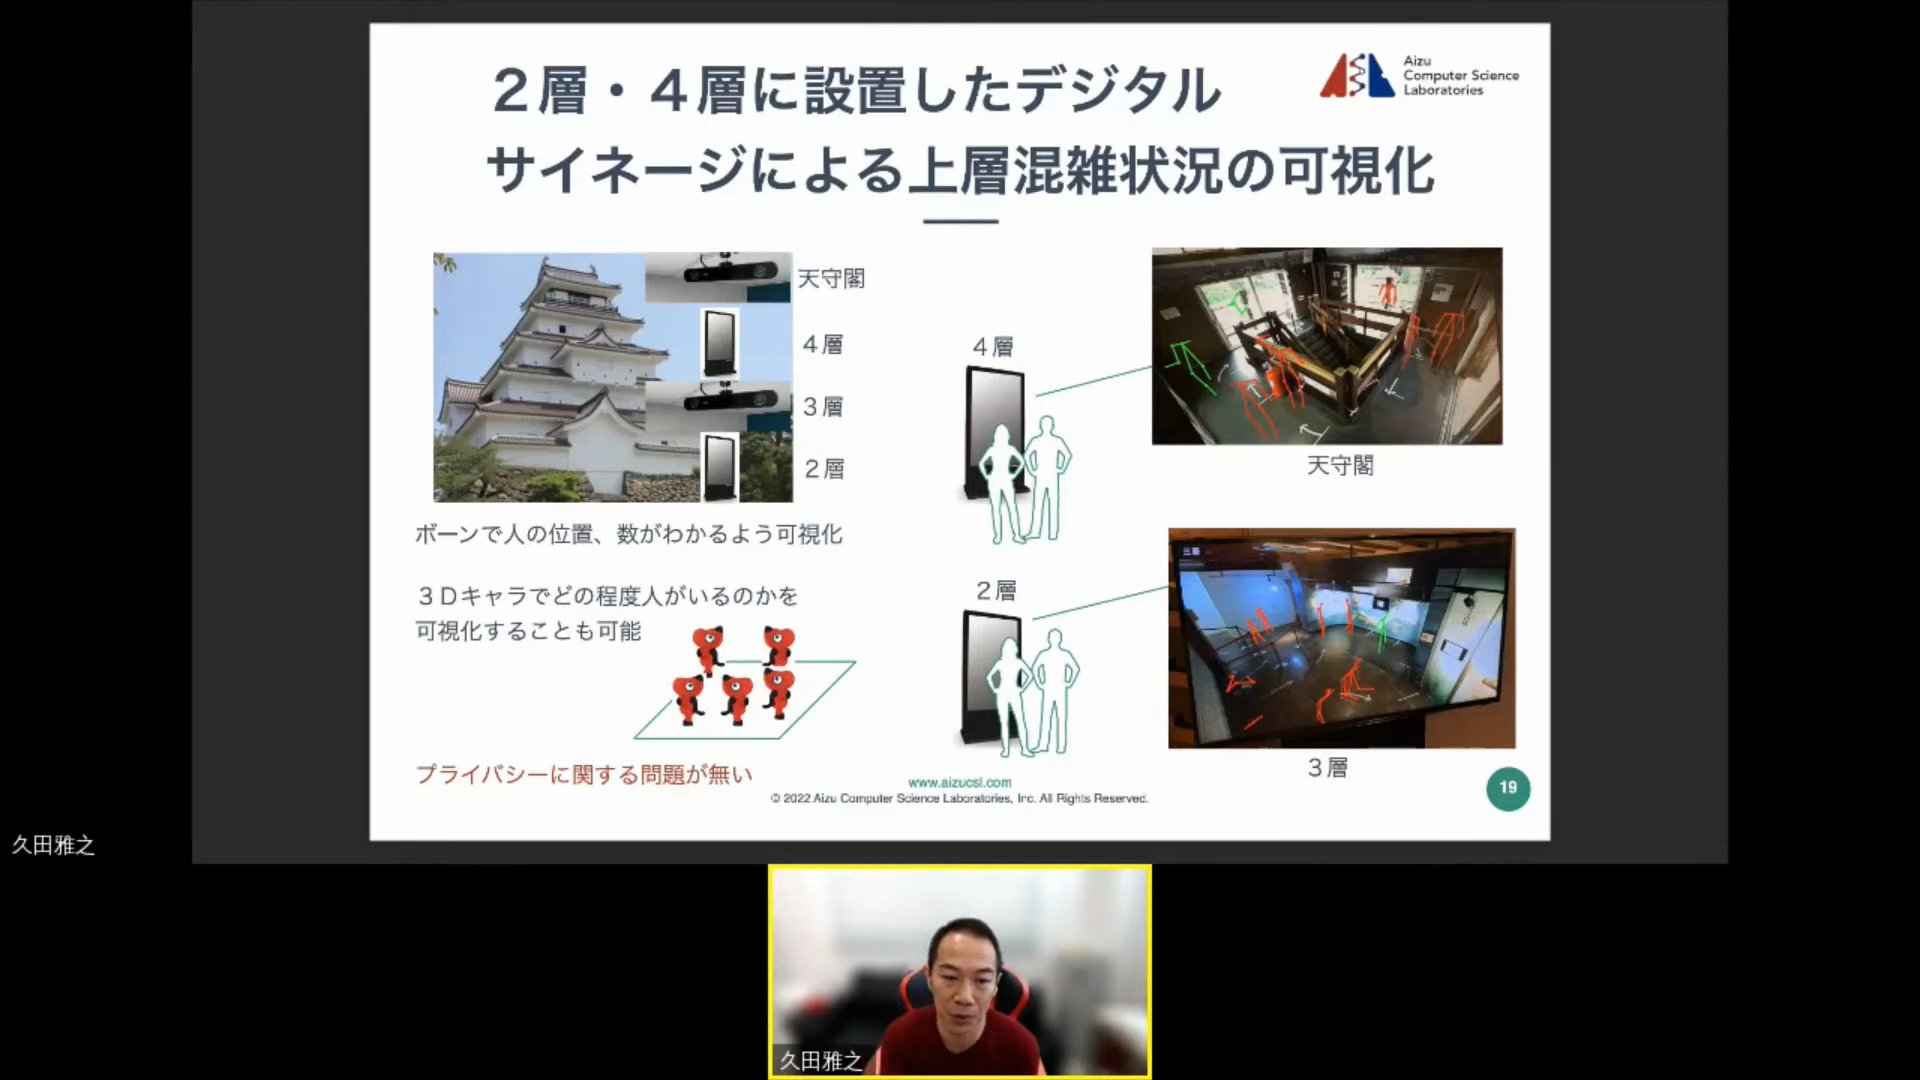 ２層・４層に設置したデジタル
サイネージによる上層混雑状況の可視化
Aizu
Computer Science
Laboratories
天守閣
４層
３層
２層
ボーンで人の位置、数がわかるよう可視化
３Ｄキャラでどの程度人がいるのかを
可視化することも可能
プライバシーに関する問題が無い
４層
天守閣
２層
三層
３層
www.aizucsl.com
© 2022 Aizu Computer Science Laboratories, Inc. All Rights Reserved.
19
久田雅之
久田雅之